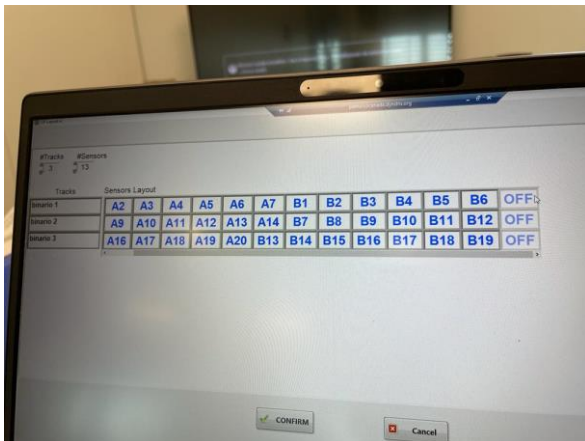 #Tracks #Sensors
3 13
Tracks Sensors Layout
binario 1 A2 A3 A4 A5 A6 A7 B1 B2 B3 B4 B5 B6 OFF
binario 2 A9 A10 A11 A12 A13 A14 B7 B8 B9 B10 B11 B12 OFF
binario 3 A16 A17 A18 A19 A20 B13 B14 B15 B16 B17 B18 B19 OFF
CONFIRM Cancel